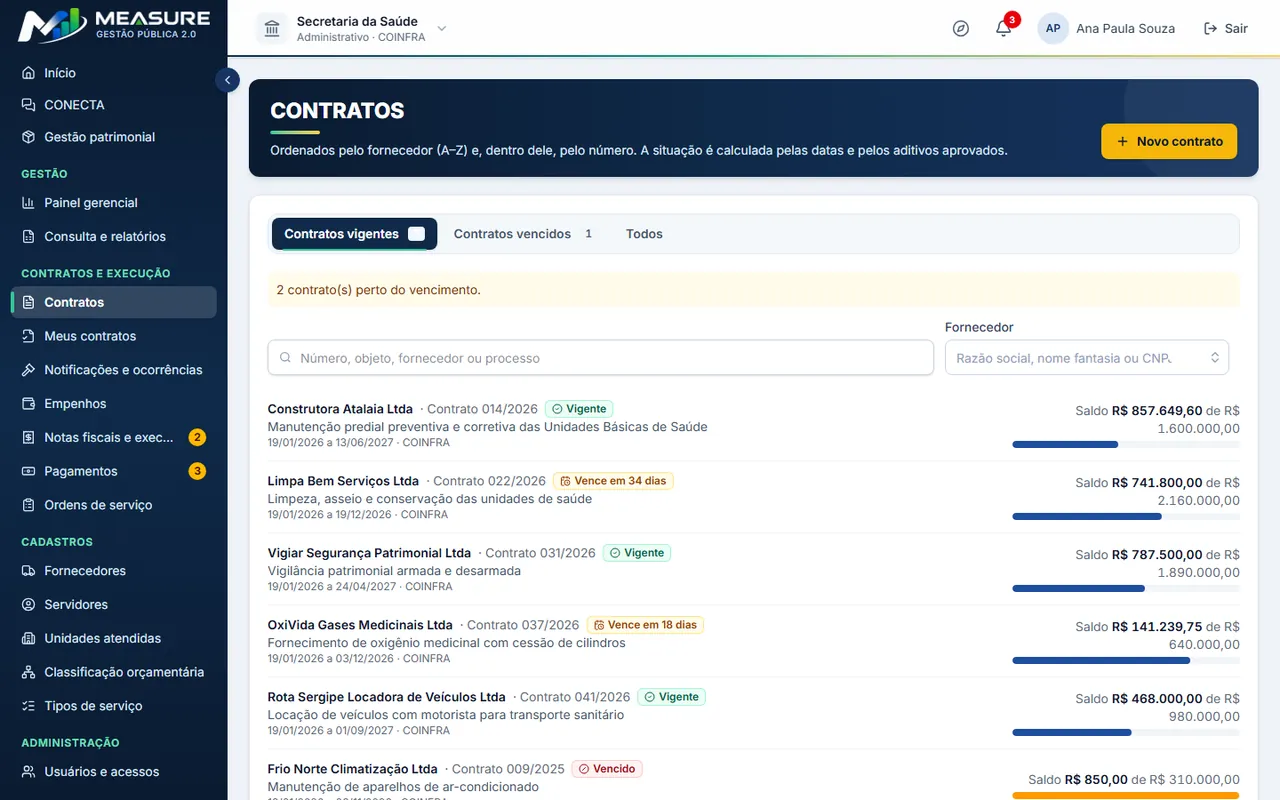 MEASURE
GESTÃO PÚBLICA 2.0
Início
CONECTA
Gestão patrimonial
GESTÃO
Painel gerencial
Consulta e relatórios
CONTRATOS E EXECUÇÃO
Contratos
Meus contratos
Notificações e ocorrências
Empenhos
Notas fiscais e exec... 2
Pagamentos 3
Ordens de serviço
CADASTROS
Fornecedores
Servidores
Unidades atendidas
Classificação orçamentária
Tipos de serviço
ADMINISTRAÇÃO
Usuários e acessos
Secretaria da Saúde
Administrativo · COINFRA
3
AP Ana Paula Souza Sair
CONTRATOS
Ordenados pelo fornecedor (A–Z) e, dentro dele, pelo número. A situação é calculada pelas datas e pelos aditivos aprovados.
+ Novo contrato
Contratos vigentes Contratos vencidos 1 Todos
2 contrato(s) perto do vencimento.
Fornecedor
Número, objeto, fornecedor ou processo
Razão social, nome fantasia ou CNP
Construtora Atalaia Ltda · Contrato 014/2026 Vigente
Manutenção predial preventiva e corretiva das Unidades Básicas de Saúde
19/01/2026 a 13/06/2027 · COINFRA
Saldo R$ 857.649,60 de R$
1.600.000,00
Limpa Bem Serviços Ltda · Contrato 022/2026 Vence em 34 dias
Limpeza, asseio e conservação das unidades de saúde
19/01/2026 a 19/12/2026 · COINFRA
Saldo R$ 741.800,00 de R$
2.160.000,00
Vigiar Segurança Patrimonial Ltda · Contrato 031/2026 Vigente
Vigilância patrimonial armada e desarmada
19/01/2026 a 24/04/2027 · COINFRA
Saldo R$ 787.500,00 de R$
1.890.000,00
OxiVida Gases Medicinais Ltda · Contrato 037/2026 Vence em 18 dias
Fornecimento de oxigênio medicinal com cessão de cilindros
19/01/2026 a 03/12/2026 · COINFRA
Saldo R$ 141.239,75 de R$
640.000,00
Rota Sergipe Locadora de Veículos Ltda · Contrato 041/2026 Vigente
Locação de veículos com motorista para transporte sanitário
19/01/2026 a 01/09/2027 · COINFRA
Saldo R$ 468.000,00 de R$
980.000,00
Frio Norte Climatização Ltda · Contrato 009/2025 Vencido
Manutenção de aparelhos de ar-condicionado
Saldo R$ 850,00 de R$ 310.000,00